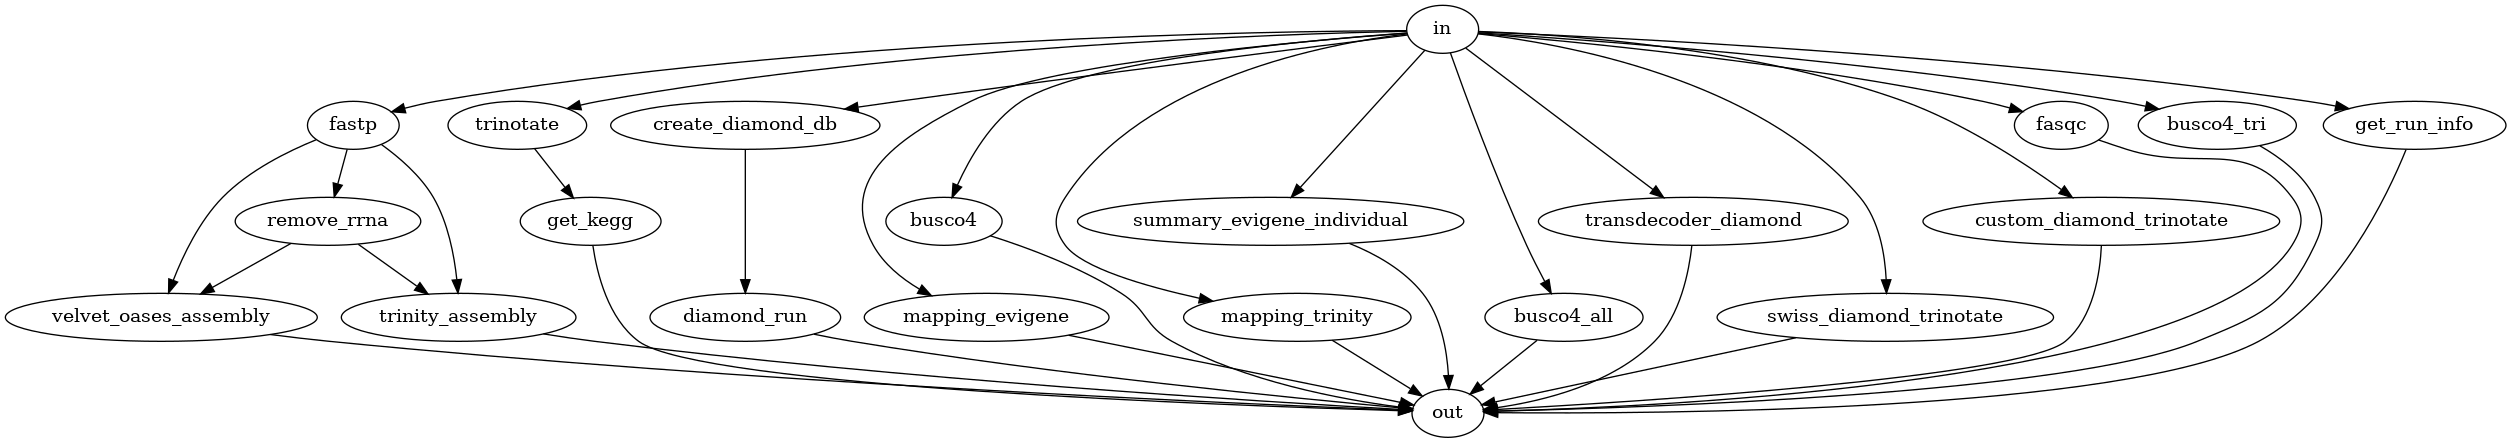 in
fastp
trinotate
create_diamond_db
fasqc
busco4_tri
get_run_info
remove_rrna
get_kegg
busco4
summary_evigene_individual
transdecoder_diamond
custom_diamond_trinotate
velvet_oases_assembly
trinity_assembly
diamond_run
mapping_evigene
mapping_trinity
busco4_all
swiss_diamond_trinotate
out